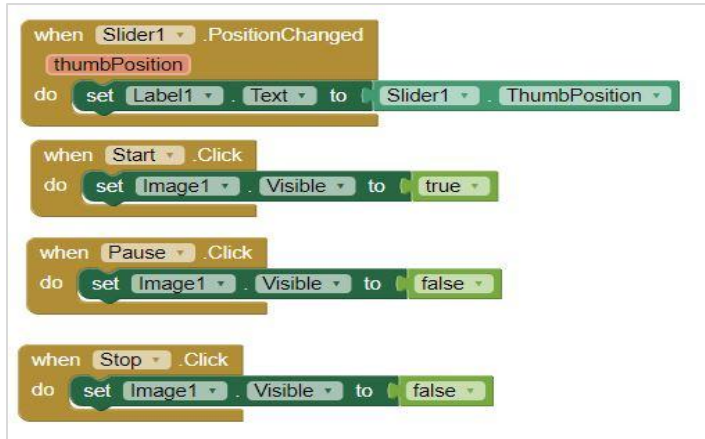 when Slider1 .PositionChanged
thumbPosition
do set Label1 . Text to Slider1 . ThumbPosition
when Start .Click
do set Image1 . Visible to true
when Pause .Click
do set Image1 . Visible to false
when Stop .Click
do set Image1 . Visible to false